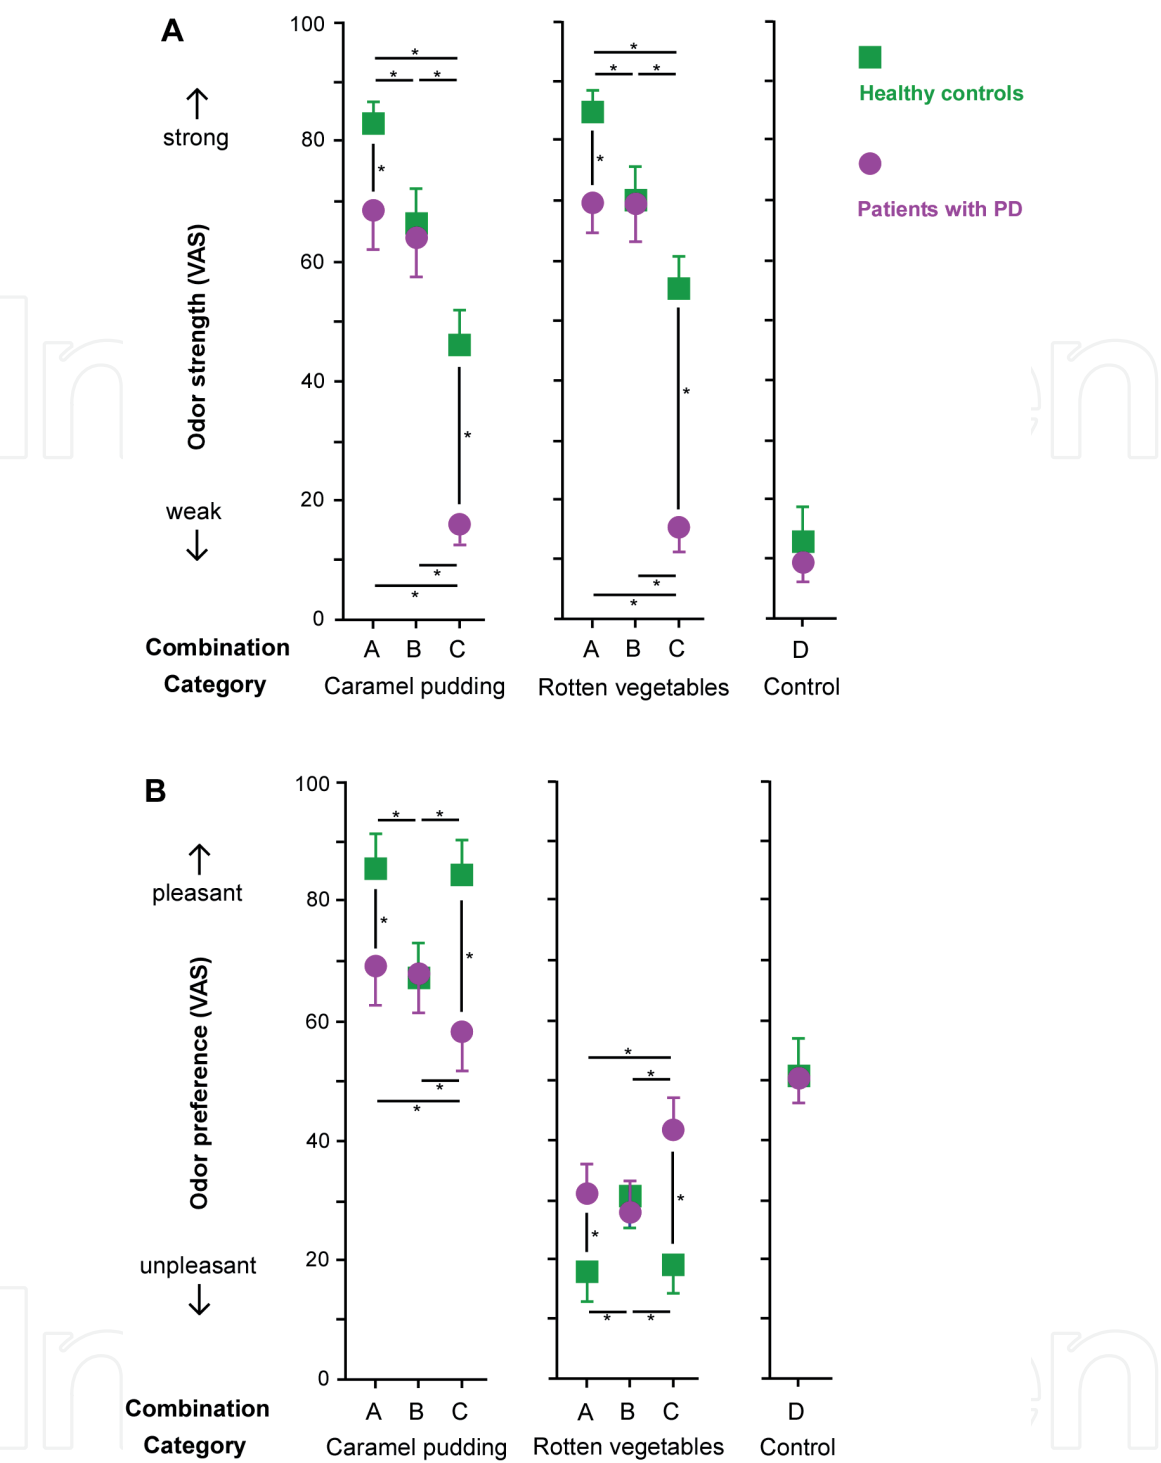 A
100
80
60
40
20
0
strong
Odor strength (VAS)
weak
* * *
*
*
*
*
* * *
*
*
*
*
Healthy controls
Patients with PD
Combination A B C A B C D
Category Caramel pudding Rotten vegetables Control
B
100
80
60
40
20
0
pleasant
Odor preference (VAS)
unpleasant
* *
*
*
*
*
*
*
*
*
* *
Combination A B C A B C D
Category Caramel pudding Rotten vegetables Control